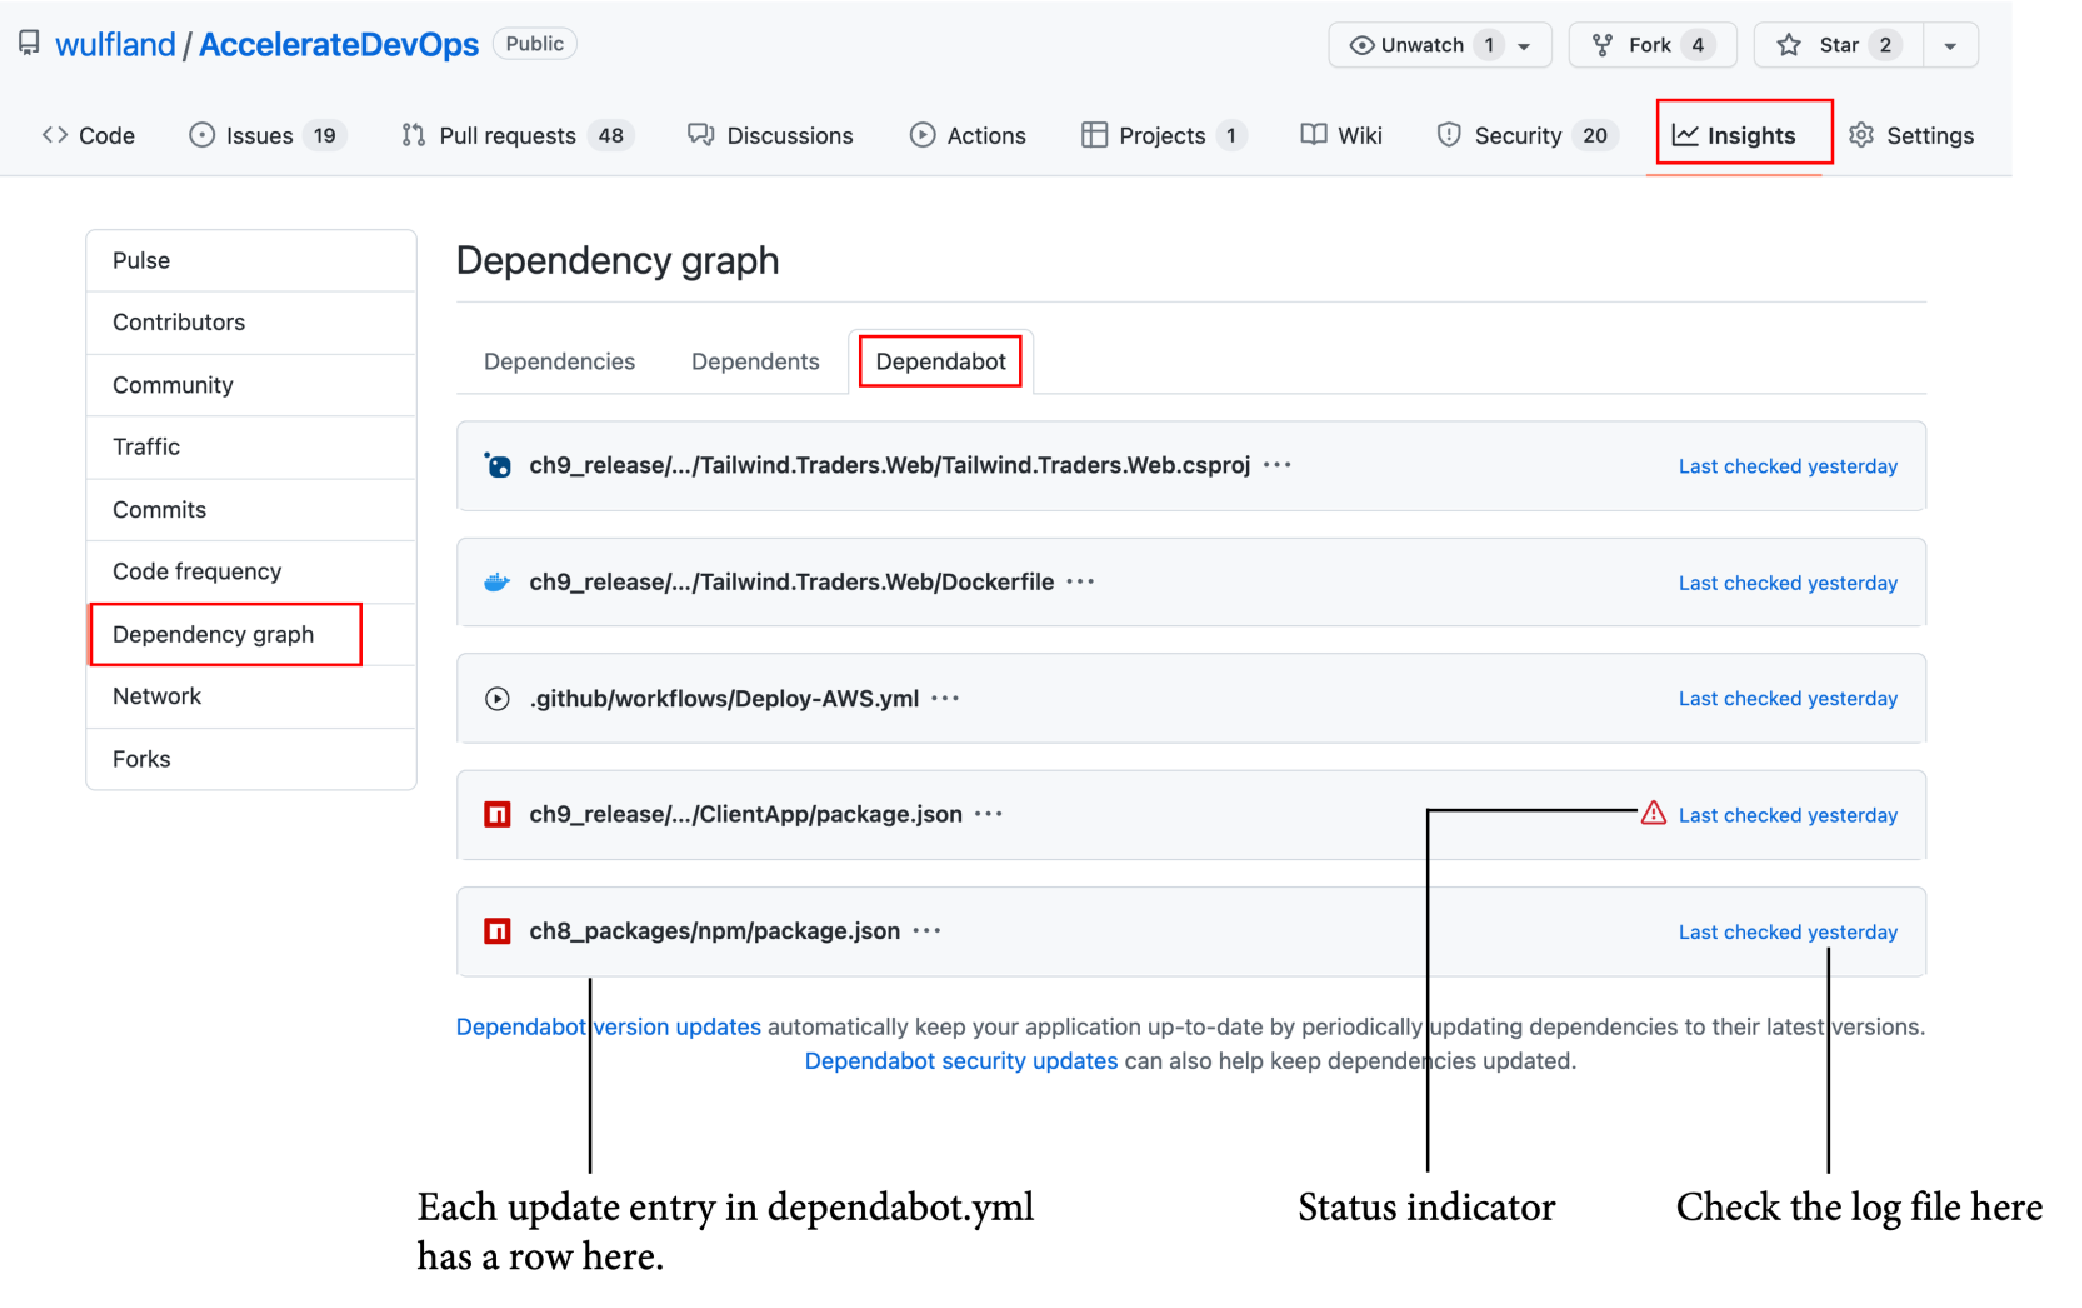 wulfland / AccelerateDevOps Public Unwatch 1 Fork 4 Star 2
Code Issues 19 Pull requests 48 Discussions Actions Projects 1 Wiki Security 20 Insights Settings
Pulse
Contributors
Community
Traffic
Commits
Code frequency
Dependency graph
Network
Forks
Dependency graph
Dependencies Dependents Dependabot
ch9_release/.../Tailwind.Traders.Web/Tailwind.Traders.Web.csproj ··· Last checked yesterday
ch9_release/.../Tailwind.Traders.Web/Dockerfile ··· Last checked yesterday
.github/workflows/Deploy-AWS.yml ··· Last checked yesterday
ch9_release/.../ClientApp/package.json ··· Last checked yesterday
ch8_packages/npm/package.json ··· Last checked yesterday
Dependabot version updates automatically keep your application up-to-date by periodically updating dependencies to their latest versions.
Dependabot security updates can also help keep dependencies updated.
Each update entry in dependabot.yml
has a row here.
Status indicator
Check the log file here